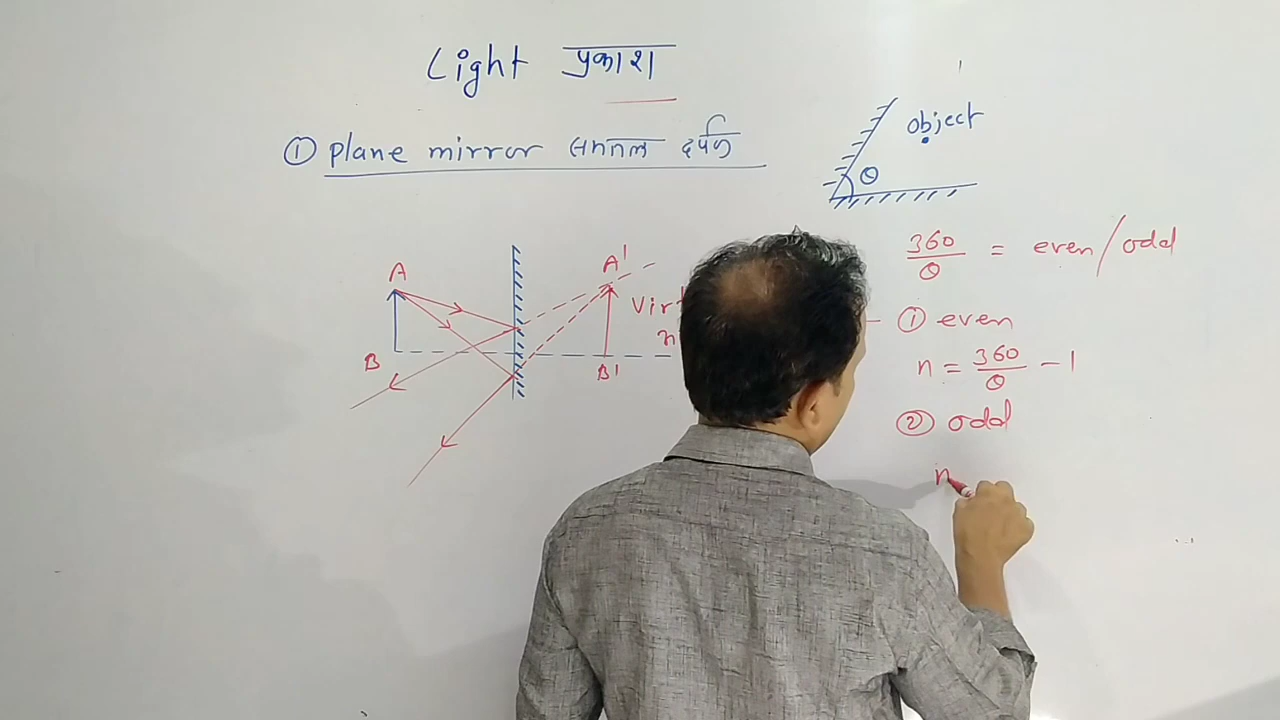 Light प्रकाश
① plane mirror समतल दर्पण
object
θ
A
B
A'
B'
360/θ = even/odd
① even
n = 360/θ - 1
② odd
n